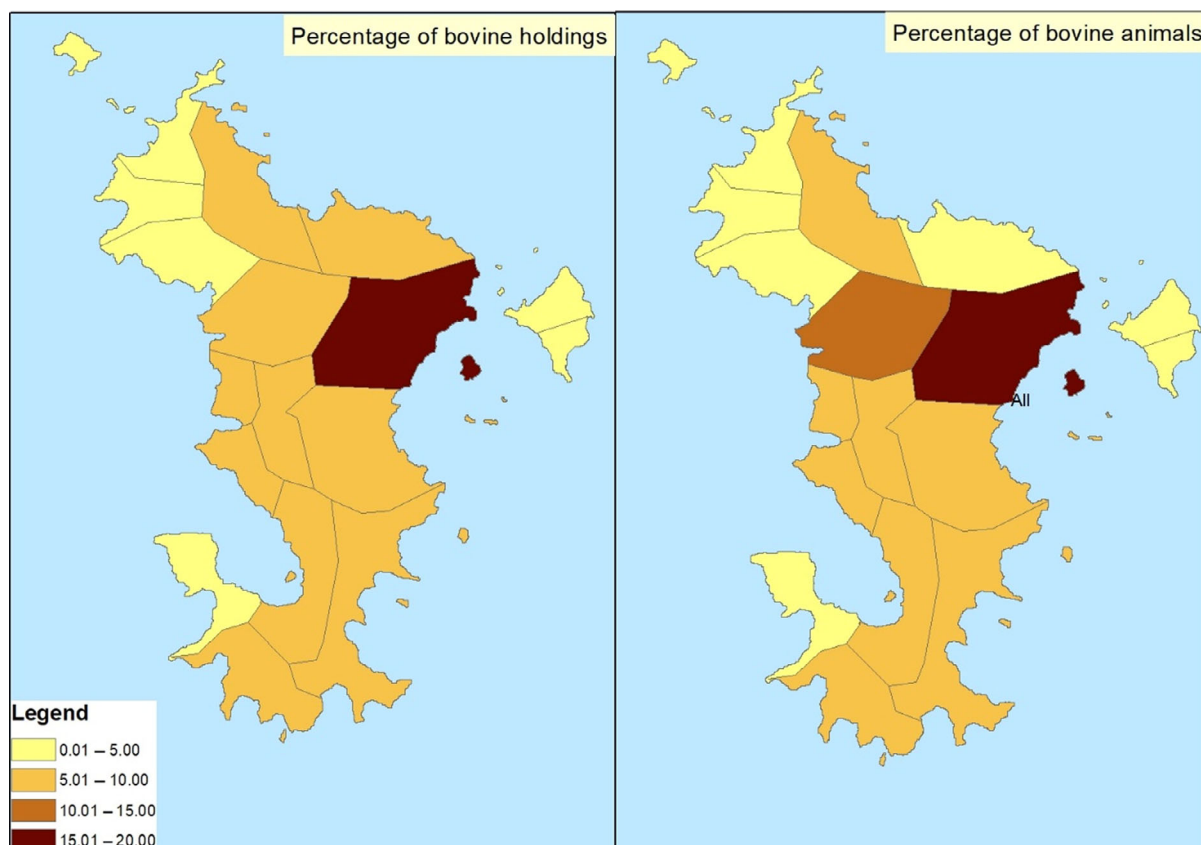 Percentage of bovine holdings
Percentage of bovine animals
All
Legend
0.01 – 5.00
5.01 – 10.00
10.01 – 15.00
15.01 – 20.00